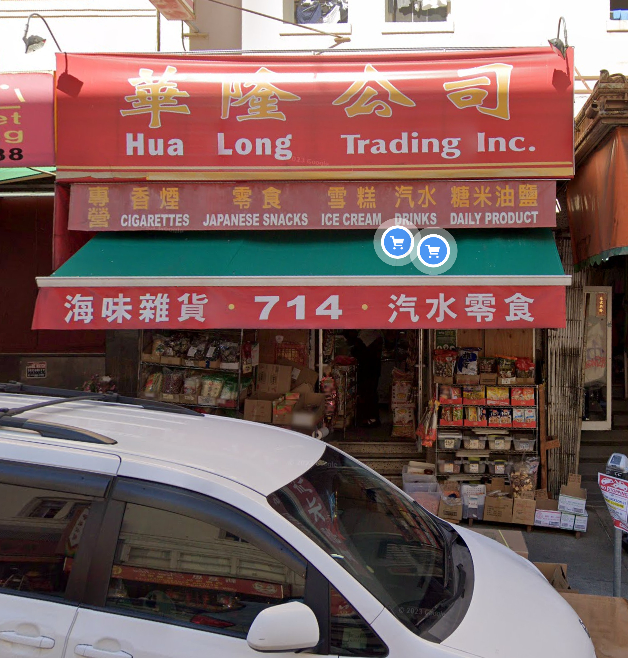 華隆公司
Hua Long Trading Inc.
專營 香煙 零食 雪糕 汽水 糖米油鹽
CIGARETTES JAPANESE SNACKS ICE CREAM DRINKS DAILY PRODUCT
海味雜貨 · 714 · 汽水零食
et
g
88